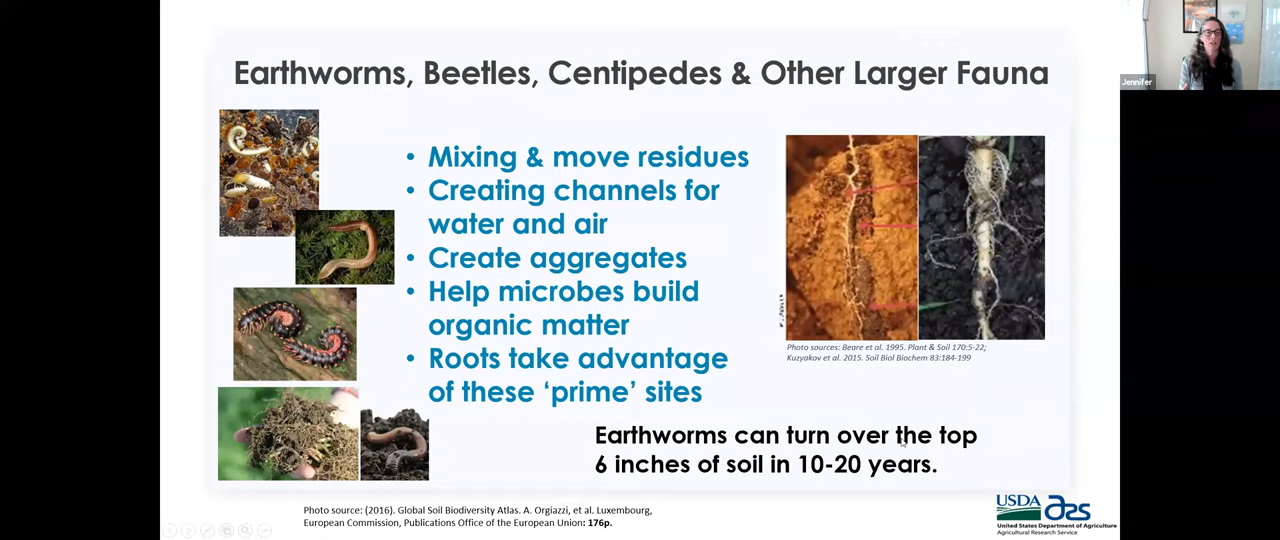 Jennifer
Earthworms, Beetles, Centipedes & Other Larger Fauna
• Mixing & move residues
• Creating channels for
water and air
• Create aggregates
• Help microbes build
organic matter
• Roots take advantage
of these ‘prime’ sites
Photo sources: Beare et al. 1995. Plant & Soil 170:5-22;
Kuzyakov et al. 2015. Soil Biol Biochem 83:184-199
Earthworms can turn over the top
6 inches of soil in 10-20 years.
Photo source: (2016). Global Soil Biodiversity Atlas. A. Orgiazzi, et al. Luxembourg,
European Commission, Publications Office of the European Union: 176p.
USDA ars
United States Department of Agriculture
Agricultural Research Service